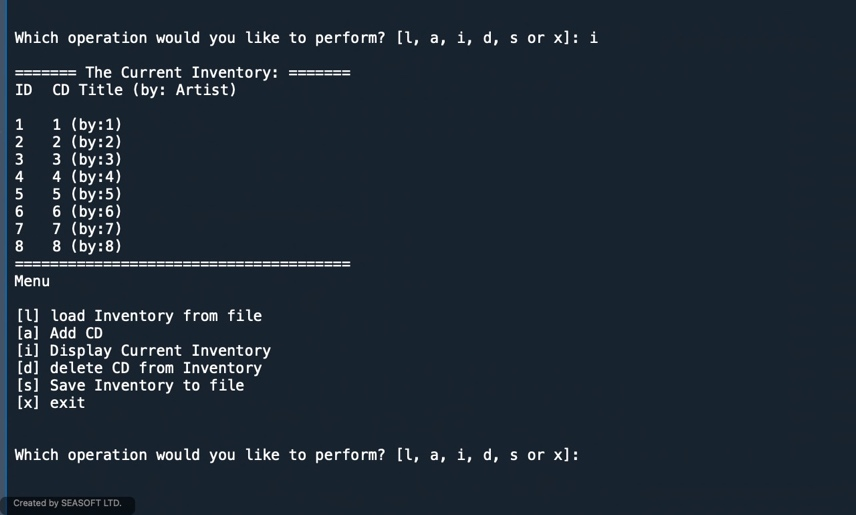 Which operation would you like to perform? [l, a, i, d, s or x]: i
======= The Current Inventory: =======
ID  CD Title (by: Artist)
1   1 (by:1)
2   2 (by:2)
3   3 (by:3)
4   4 (by:4)
5   5 (by:5)
6   6 (by:6)
7   7 (by:7)
8   8 (by:8)
======================================
Menu
[l] load Inventory from file
[a] Add CD
[i] Display Current Inventory
[d] delete CD from Inventory
[s] Save Inventory to file
[x] exit
Which operation would you like to perform? [l, a, i, d, s or x]:
Created by SEASOFT LTD.